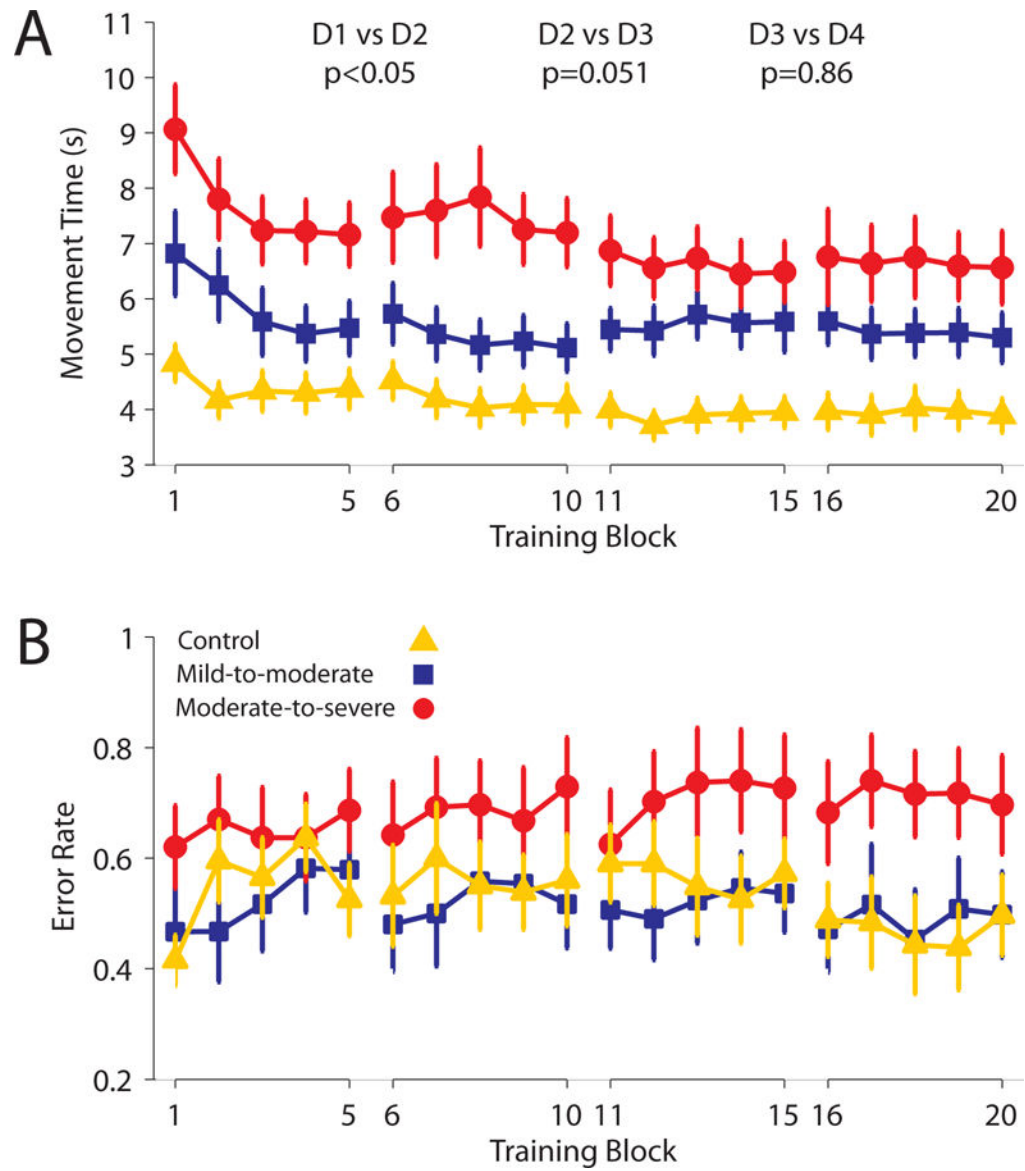 A
D1 vs D2
D2 vs D3
D3 vs D4
p<0.05
p=0.051
p=0.86
Movement Time (s)
11
10
9
8
7
6
5
4
3
1
5
6
10
11
15
16
20
Training Block
B
Control
Mild-to-moderate
Moderate-to-severe
Error Rate
1
0.8
0.6
0.4
0.2
1
5
6
10
11
15
16
20
Training Block